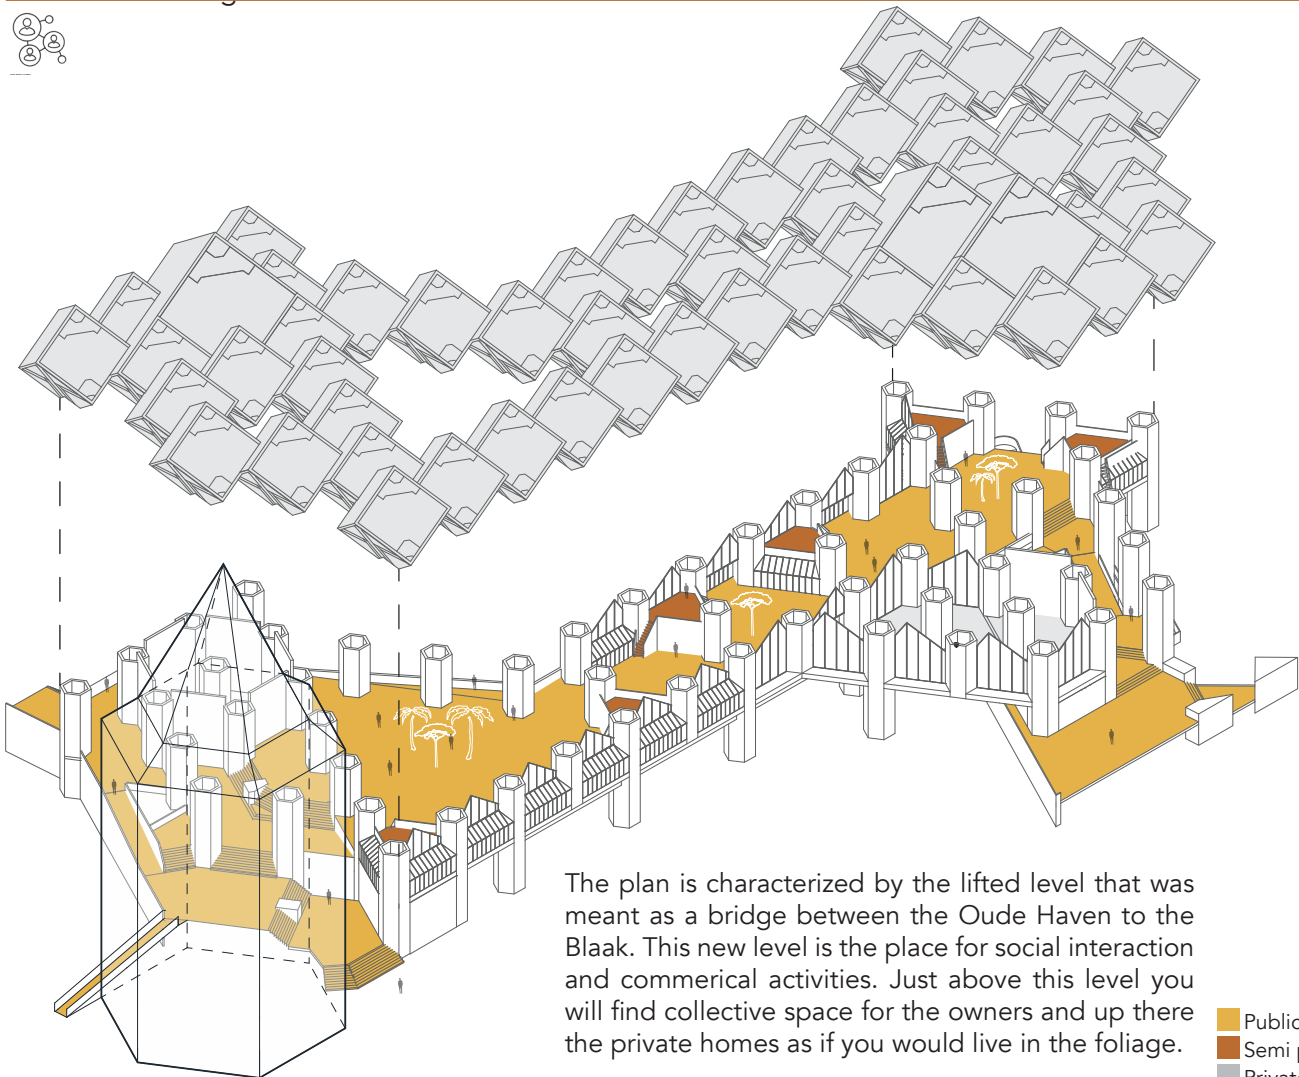 The plan is characterized by the lifted level that was
meant as a bridge between the Oude Haven to the
Blaak. This new level is the place for social interaction
and commerical activities. Just above this level you
will find collective space for the owners and up there
the private homes as if you would live in the foliage.
Public
Semi p
Privat